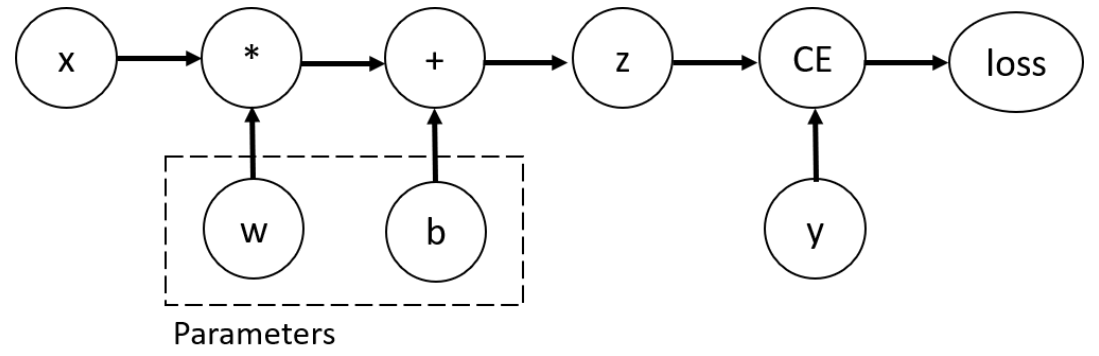 x * + z CE loss
w b y
Parameters